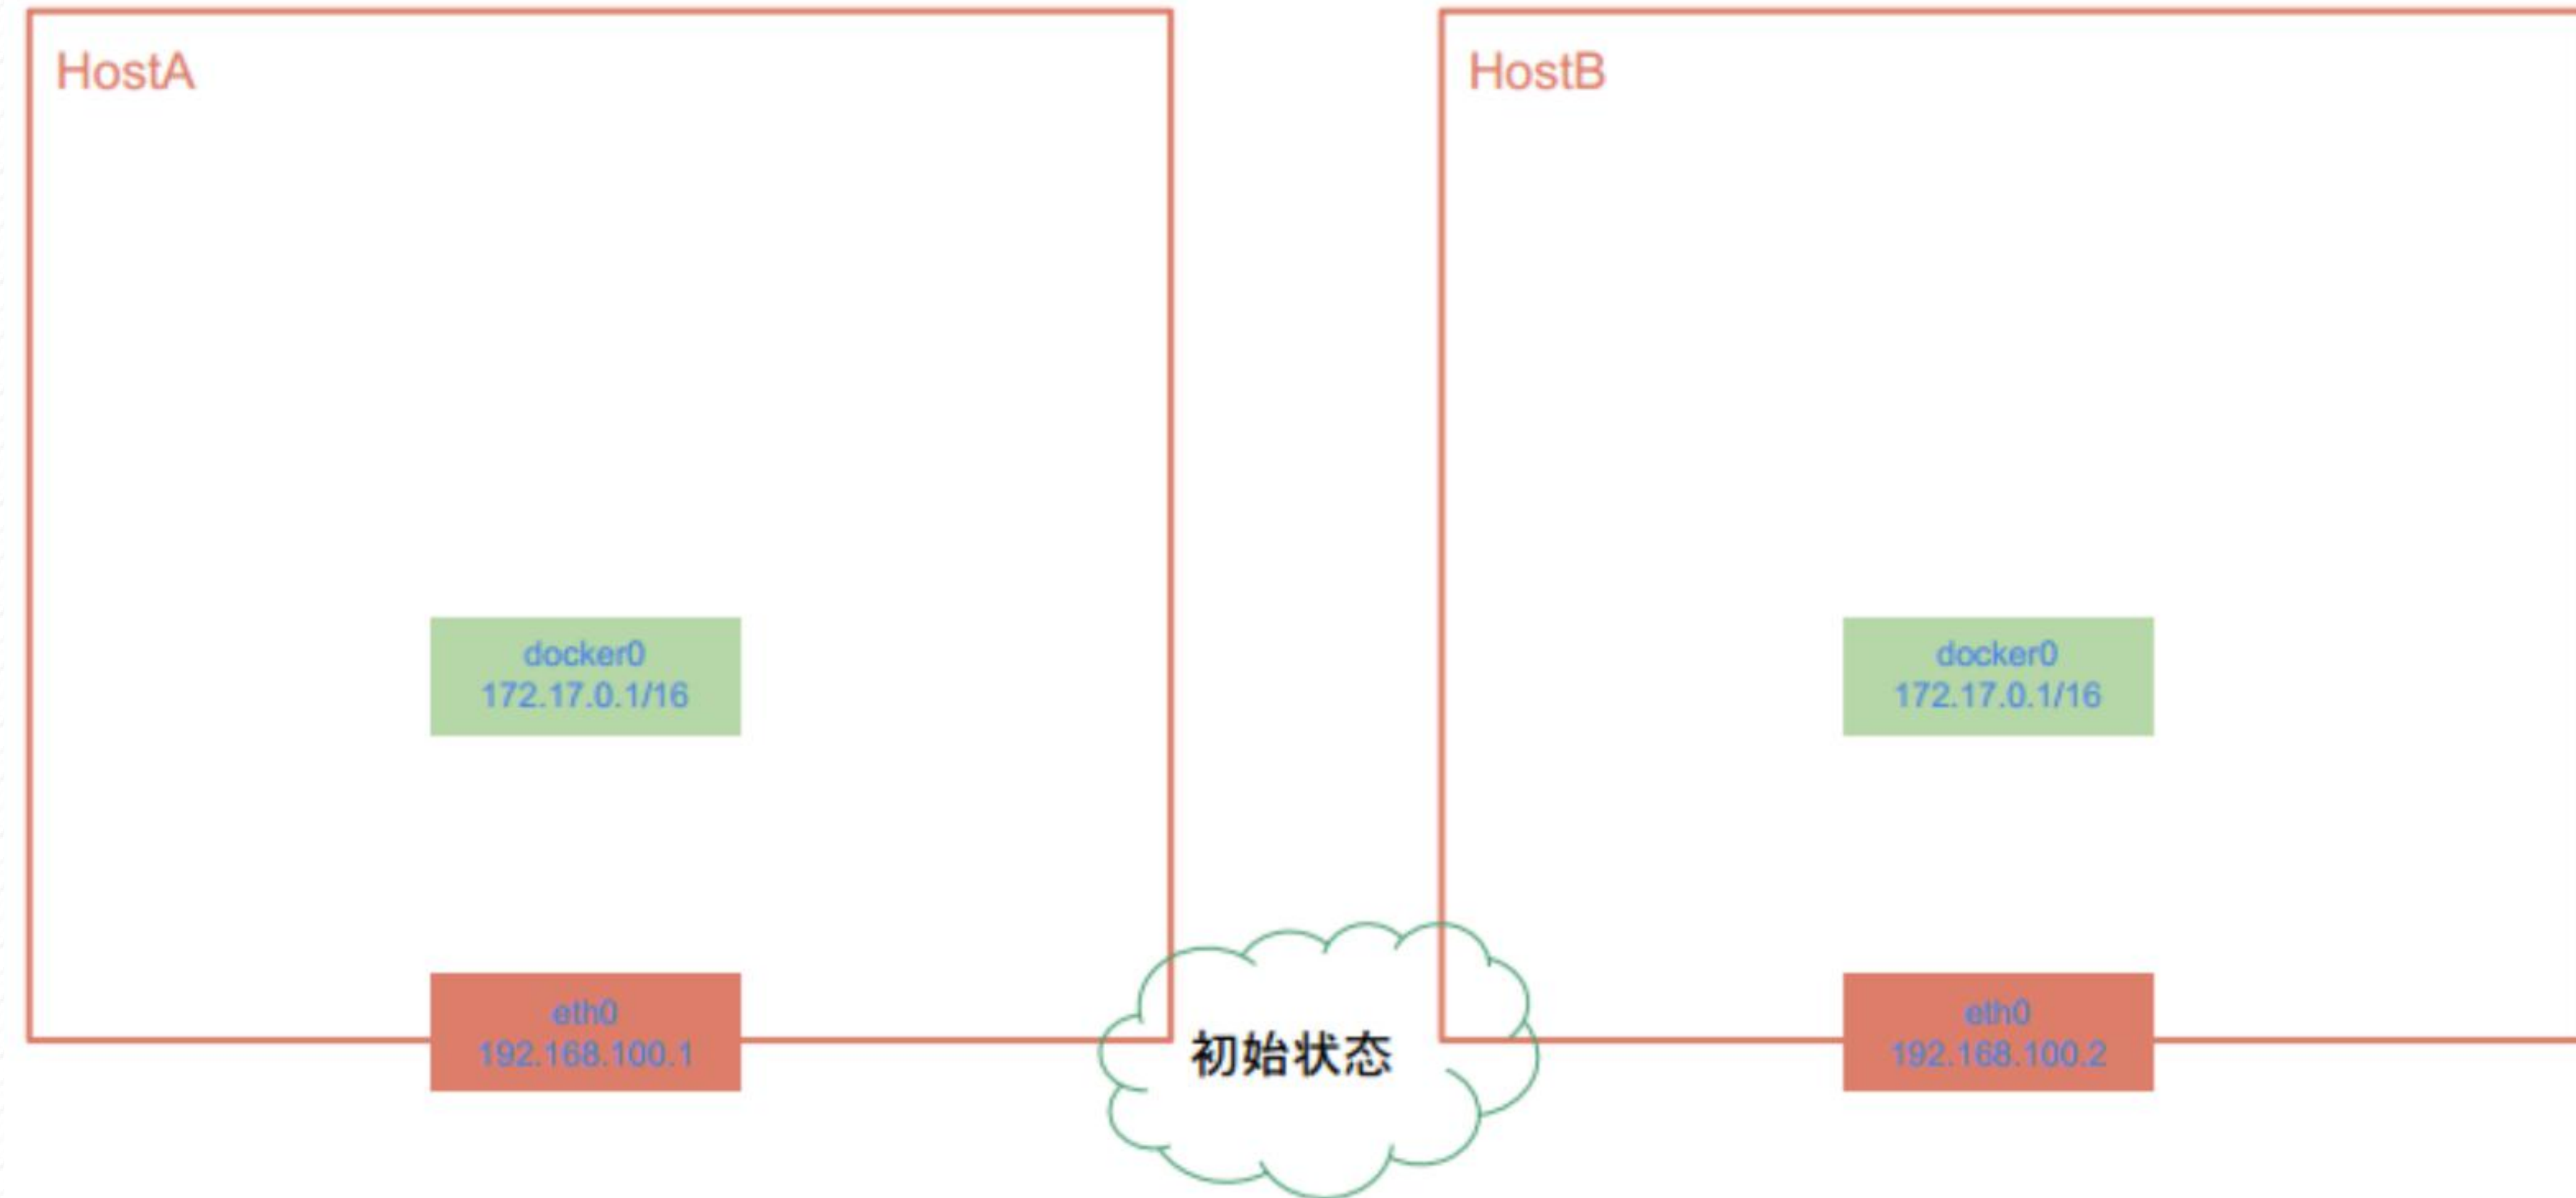 HostA
HostB
docker0
172.17.0.1/16
docker0
172.17.0.1/16
eth0
192.168.100.1
初始状态
eth0
192.168.100.2